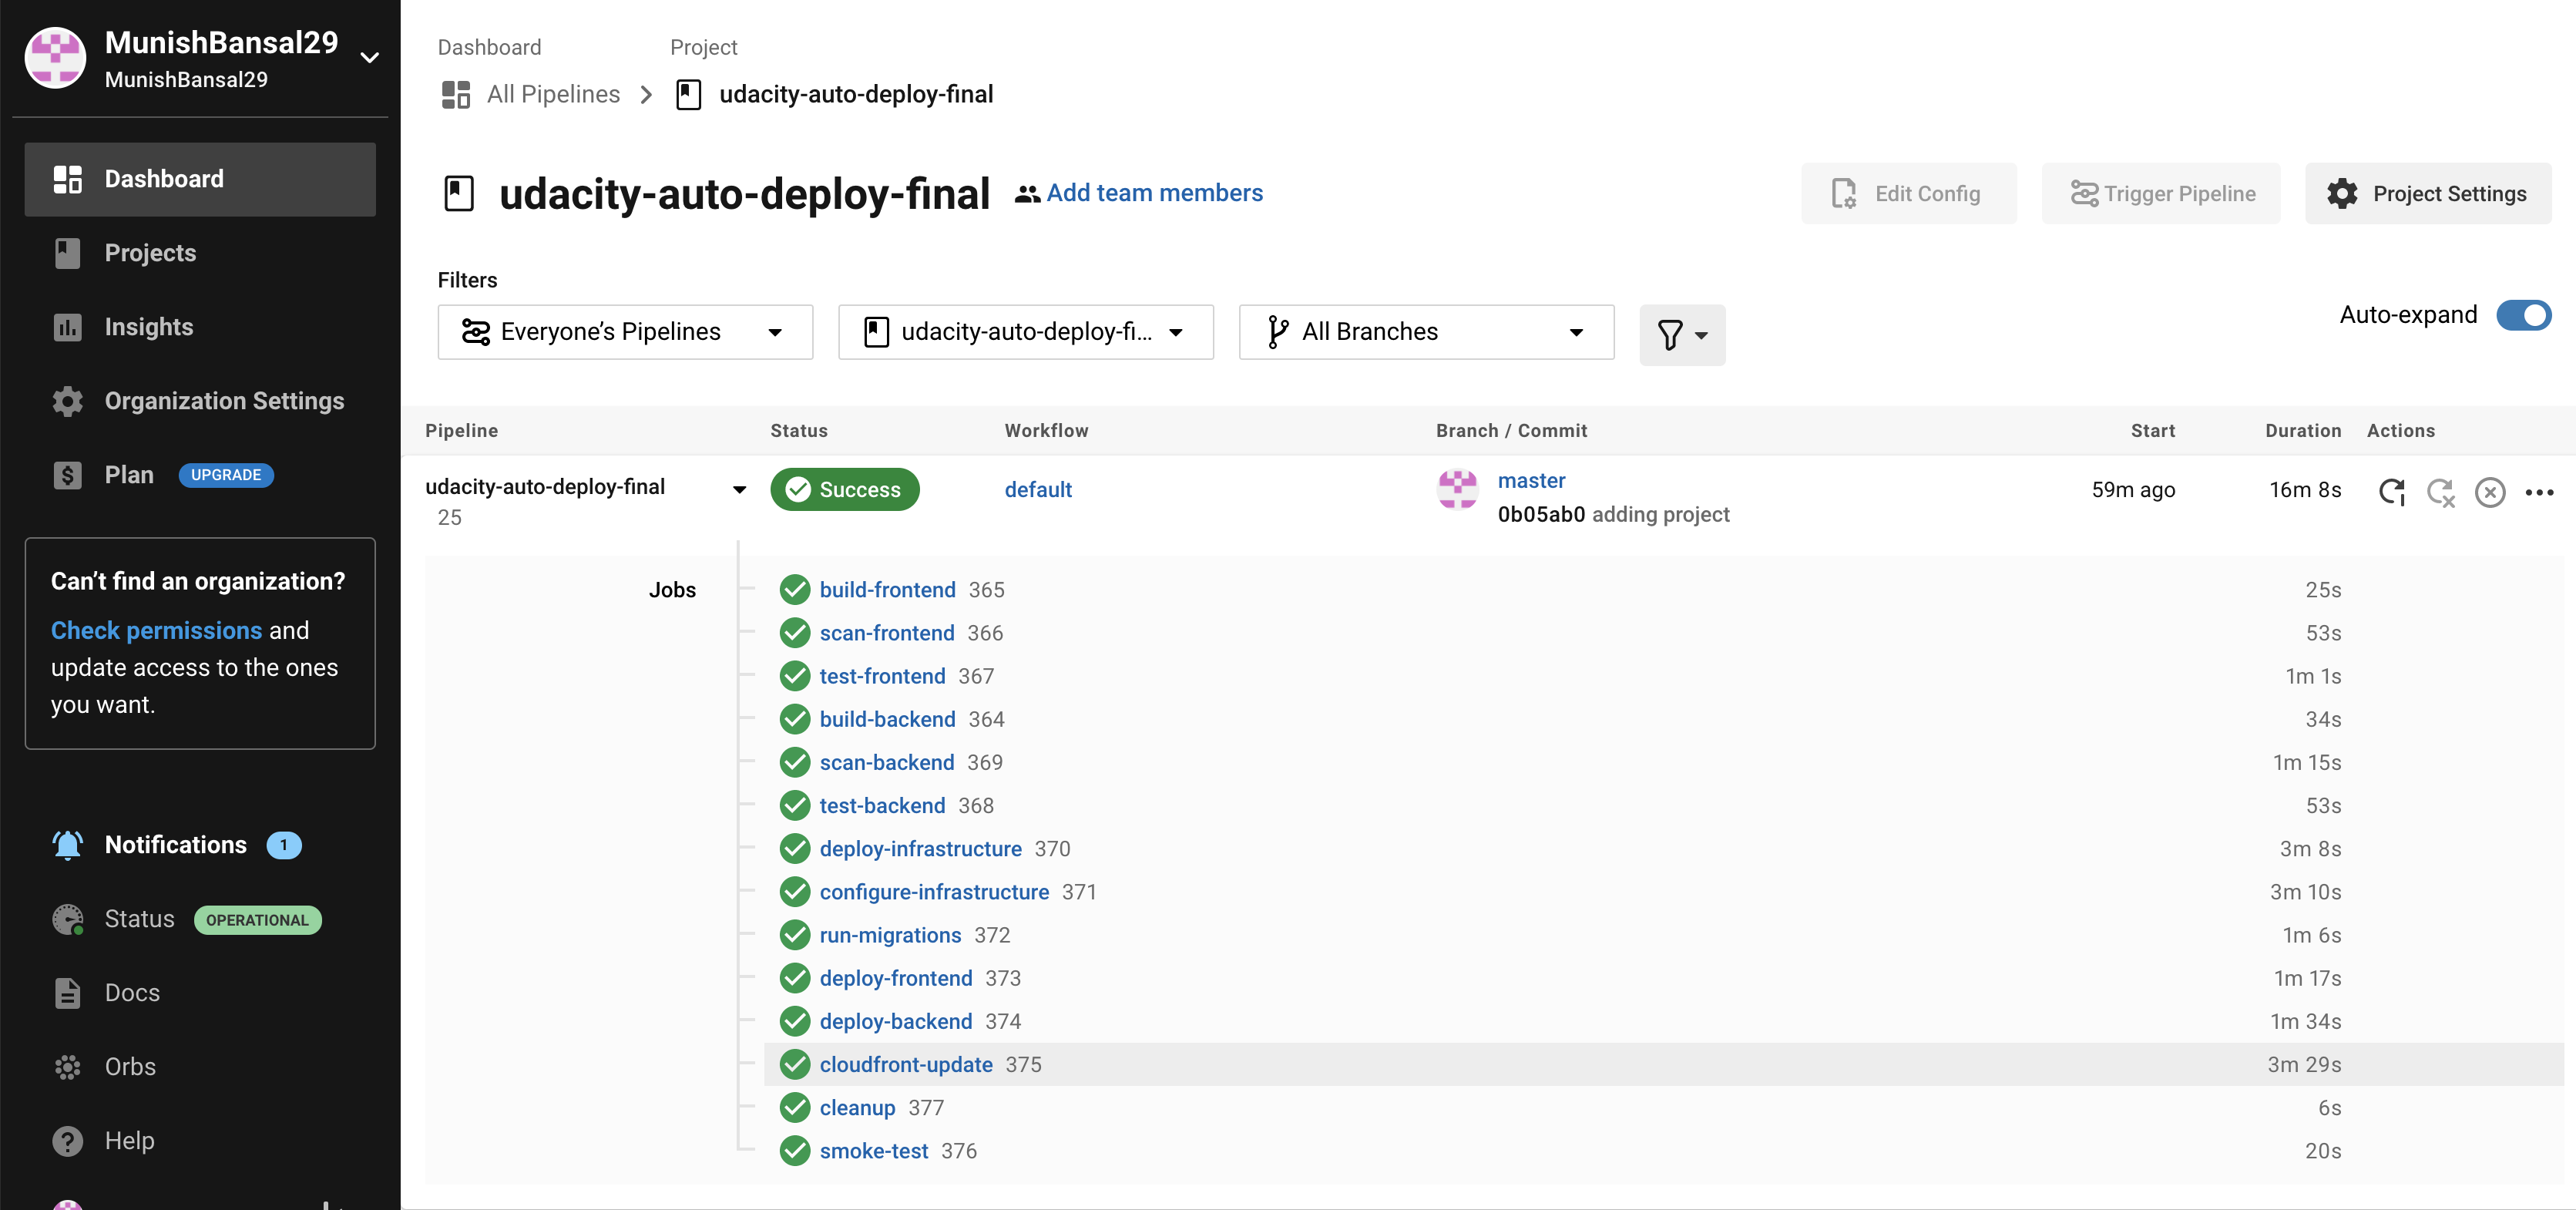 MunishBansal29
MunishBansal29
Dashboard
Projects
Insights
Organization Settings
Plan UPGRADE
Can’t find an organization?
Check permissions and
update access to the ones
you want.
Notifications 1
Status OPERATIONAL
Docs
Orbs
Help
Dashboard Project
All Pipelines udacity-auto-deploy-final
udacity-auto-deploy-final Add team members Edit Config Trigger Pipeline Project Settings
Filters
Everyone’s Pipelines udacity-auto-deploy-fi... All Branches Auto-expand
Pipeline Status Workflow Branch / Commit Start Duration Actions
udacity-auto-deploy-final Success default master 59m ago 16m 8s
25 0b05ab0 adding project
Jobs build-frontend 365 25s
scan-frontend 366 53s
test-frontend 367 1m 1s
build-backend 364 34s
scan-backend 369 1m 15s
test-backend 368 53s
deploy-infrastructure 370 3m 8s
configure-infrastructure 371 3m 10s
run-migrations 372 1m 6s
deploy-frontend 373 1m 17s
deploy-backend 374 1m 34s
cloudfront-update 375 3m 29s
cleanup 377 6s
smoke-test 376 20s